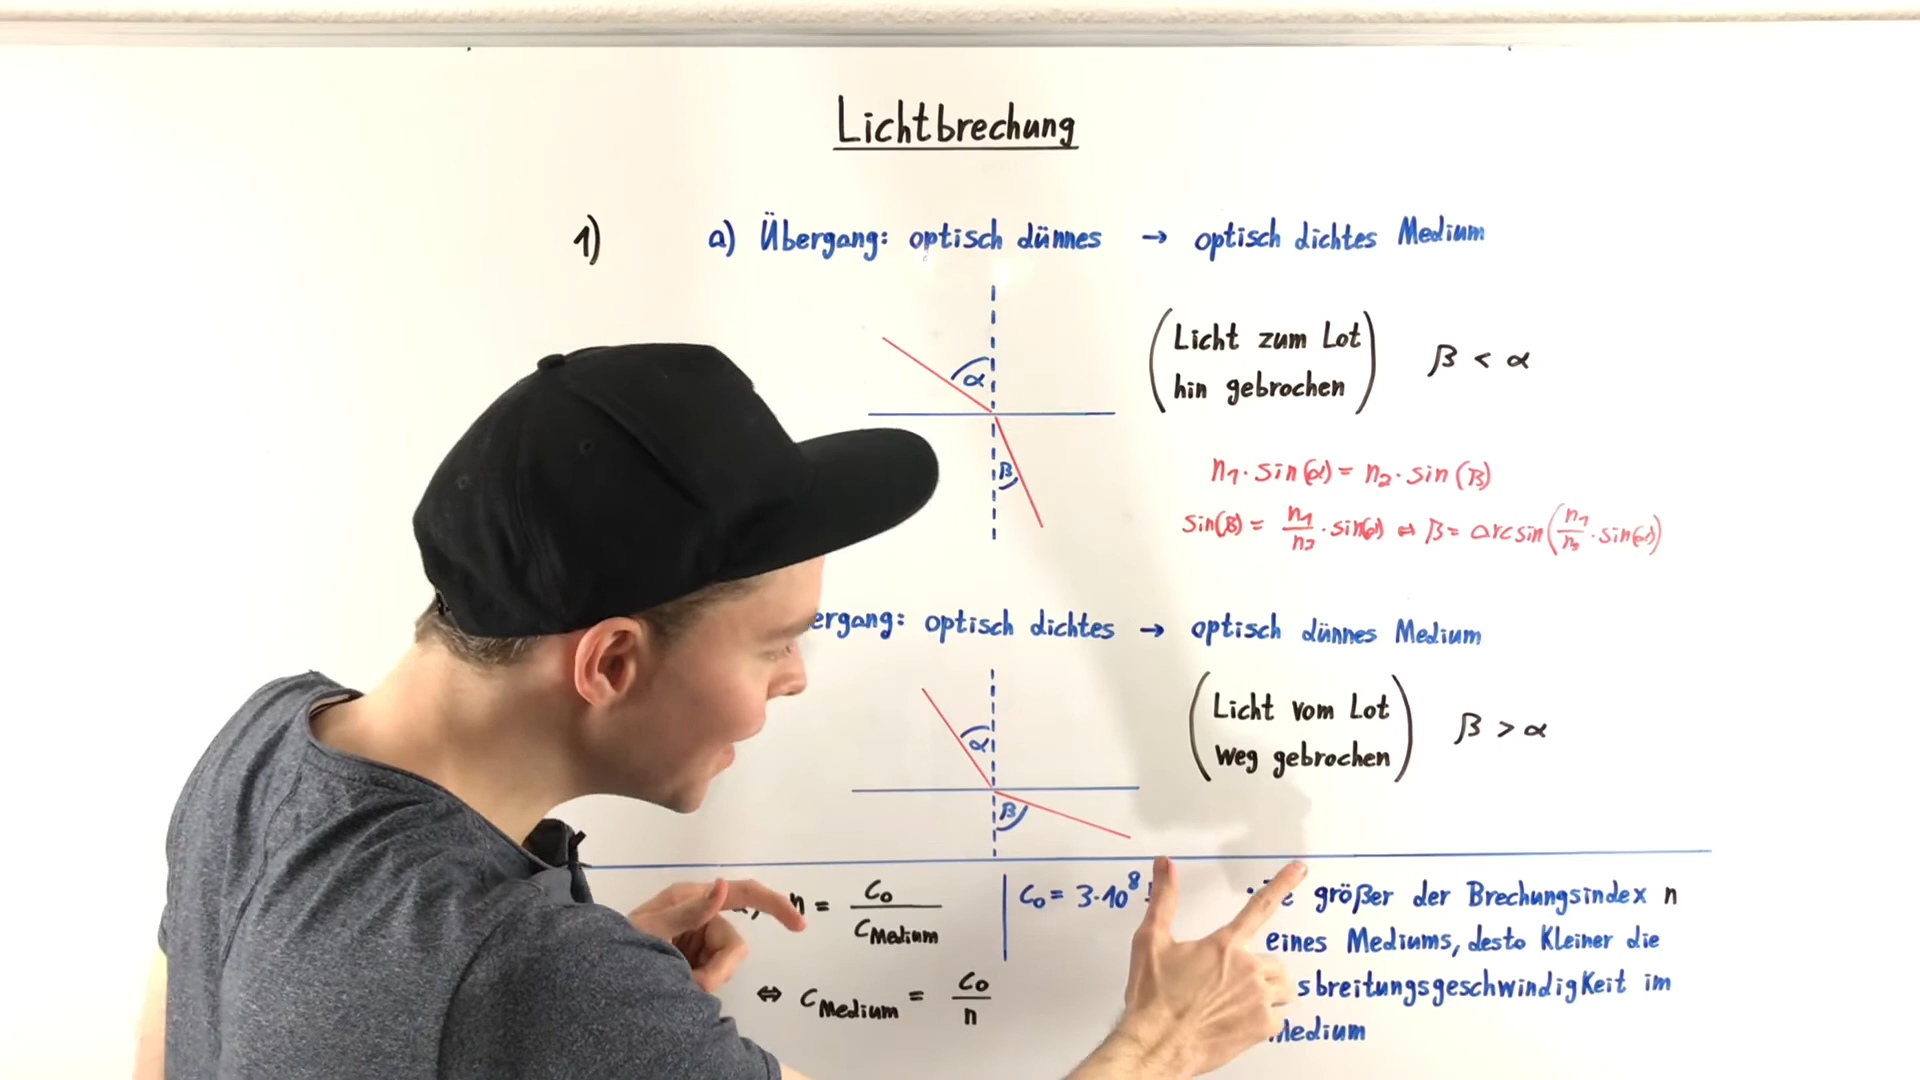 Lichtbrechung
1) a) Übergang: optisch dünnes → optisch dichtes Medium
α
β
(Licht zum Lot
hin gebrochen)
β < α
n₁ · sin(α) = n₂ · sin(β)
sin(β) = n₁/n₂ · sin(α) ⇔ β = arcsin(n₁/n₂ · sin(α))
ergang: optisch dichtes → optisch dünnes Medium
α
β
(Licht vom Lot
weg gebrochen)
β > α
n = C₀/C_Medium
C₀ = 3·10⁸
⇔ C_Medium = C₀/n
größer der Brechungsindex n
eines Mediums, desto Kleiner die
sbreitungsgeschwindigKeit im
Medium